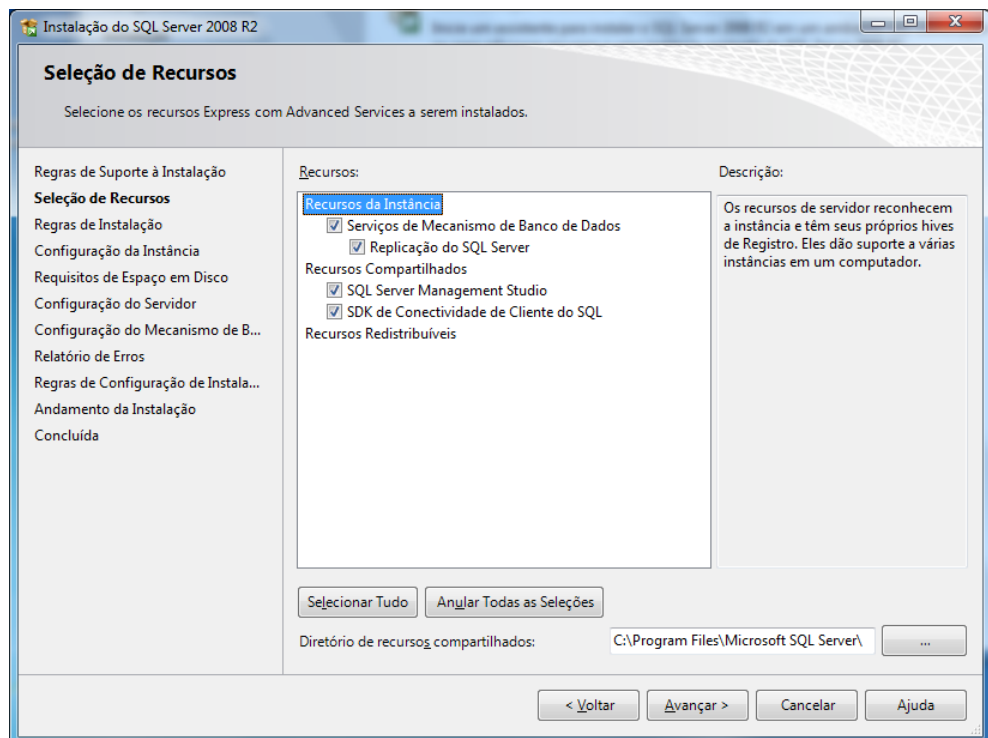 Instalação do SQL Server 2008 R2
Seleção de Recursos
Selecione os recursos Express com Advanced Services a serem instalados.
Regras de Suporte à Instalação
Seleção de Recursos
Regras de Instalação
Configuração da Instância
Requisitos de Espaço em Disco
Configuração do Servidor
Configuração do Mecanismo de B...
Relatório de Erros
Regras de Configuração de Instala...
Andamento da Instalação
Concluída
Recursos:
Recursos da Instância
Serviços de Mecanismo de Banco de Dados
Replicação do SQL Server
Recursos Compartilhados
SQL Server Management Studio
SDK de Conectividade de Cliente do SQL
Recursos Redistribuíveis
Descrição:
Os recursos de servidor reconhecem
a instância e têm seus próprios hives
de Registro. Eles dão suporte a várias
instâncias em um computador.
Selecionar Tudo
Anular Todas as Seleções
Diretório de recursos compartilhados:
C:\Program Files\Microsoft SQL Server\
...
< Voltar
Avançar >
Cancelar
Ajuda